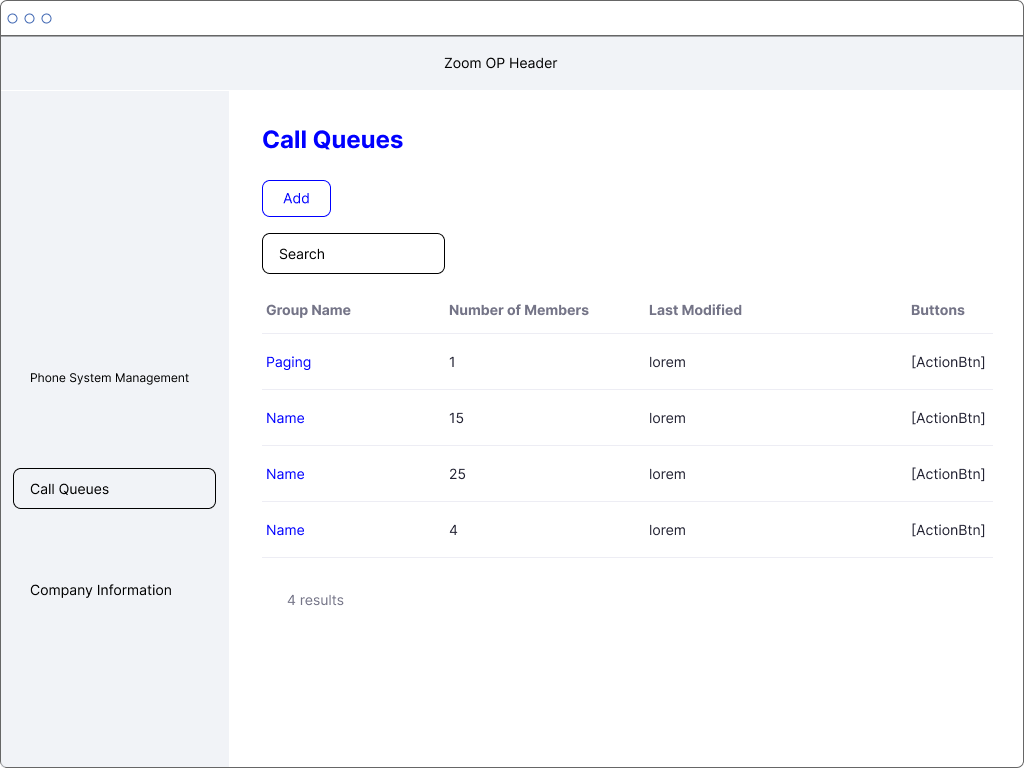 Zoom OP Header
Phone System Management
Call Queues
Company Information
Call Queues
Add
Search
Group Name Number of Members Last Modified Buttons
Paging 1 lorem [ActionBtn]
Name 15 lorem [ActionBtn]
Name 25 lorem [ActionBtn]
Name 4 lorem [ActionBtn]
4 results